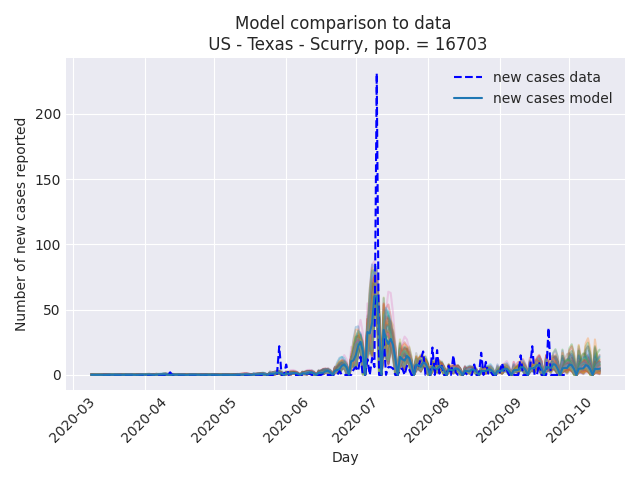 Model comparison to data
US - Texas - Scurry, pop. = 16703
new cases data
new cases model
Number of new cases reported
200
150
100
50
0
2020-03
2020-04
2020-05
2020-06
2020-07
2020-08
2020-09
2020-10
Day